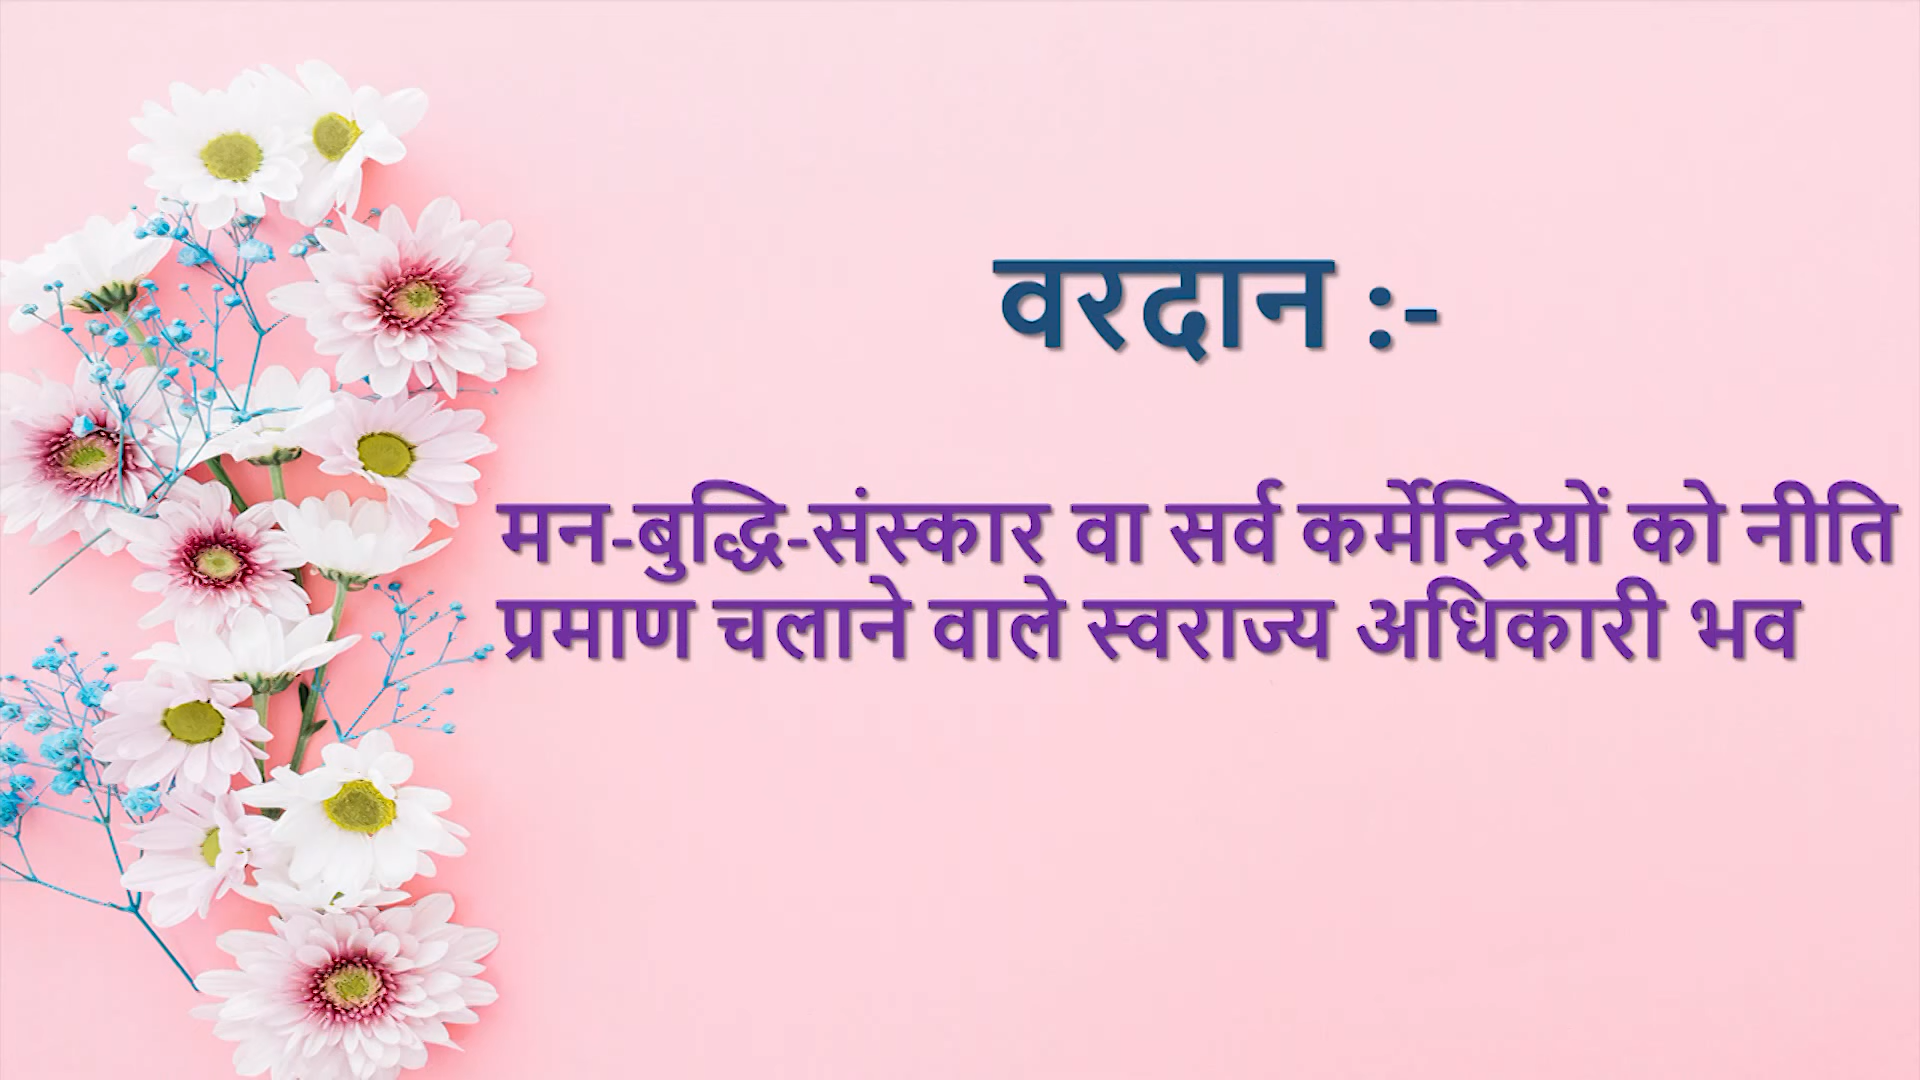 वरदान :-
मन-बुद्धि-संस्कार वा सर्व कर्मेन्द्रियों को नीति
प्रमाण चलाने वाले स्वराज्य अधिकारी भव